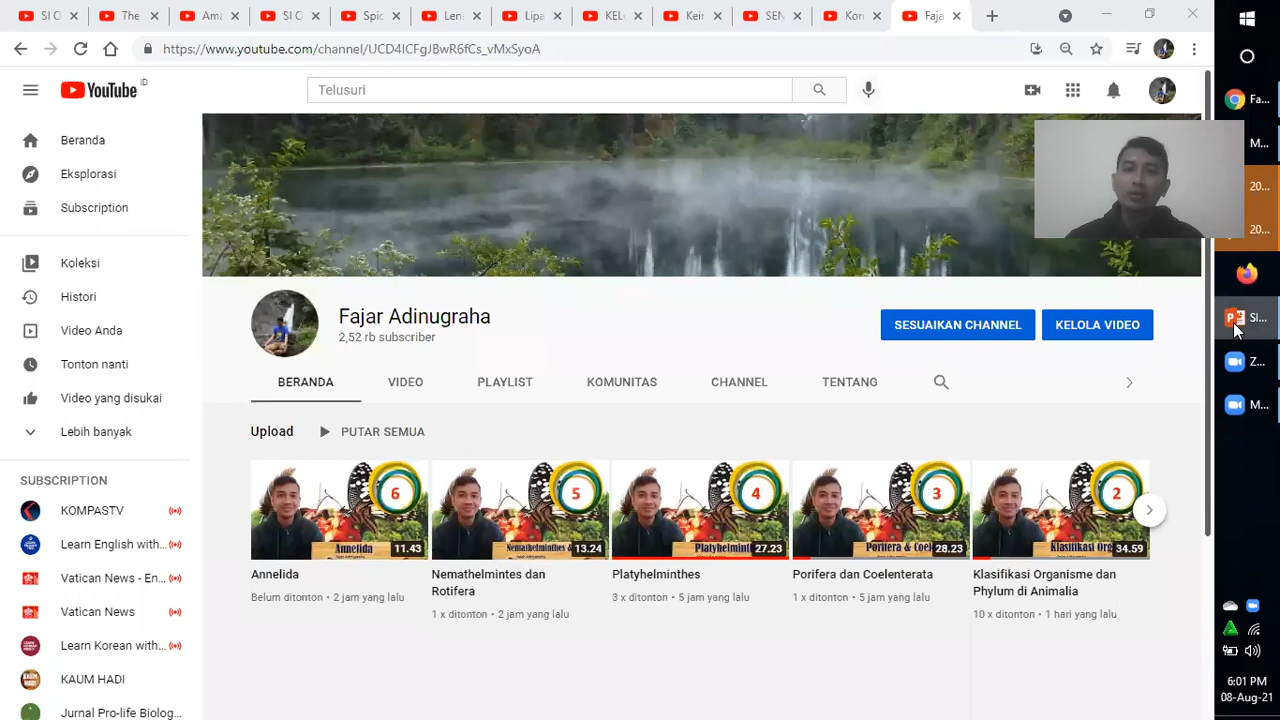 SI C
The
Ama
SI C
Spic
Len
Lipa
KEL
Kein
SEN
Kon
Faja
https://www.youtube.com/channel/UCD4ICFgJBwR6fCs_vMxSyoA
YouTube ID
Telusuri
Beranda
Eksplorasi
Subscription
Koleksi
Histori
Video Anda
Tonton nanti
Video yang disukai
Lebih banyak
SUBSCRIPTION
KOMPASTV
Learn English with...
Vatican News - En...
Vatican News
Learn Korean with...
KAUM HADI
Jurnal Pro-life Biolog...
Fajar Adinugraha
2,52 rb subscriber
SESUAIKAN CHANNEL
KELOLA VIDEO
BERANDA
VIDEO
PLAYLIST
KOMUNITAS
CHANNEL
TENTANG
Upload
PUTAR SEMUA
6
Annelida
11.43
Annelida
Belum ditonton • 2 jam yang lalu
5
Nemathelminthes &
13.24
Nemathelmintes dan
Rotifera
1 x ditonton • 2 jam yang lalu
4
Platyhelminth
27.23
Platyhelminthes
3 x ditonton • 5 jam yang lalu
3
Porifera & Coel
28.23
Porifera dan Coelenterata
1 x ditonton • 5 jam yang lalu
2
Klasifikasi Org
34.59
Klasifikasi Organisme dan
Phylum di Animalia
10 x ditonton • 1 hari yang lalu
Fa...
M...
20...
20...
SI...
Z...
M...
6:01 PM
08-Aug-21